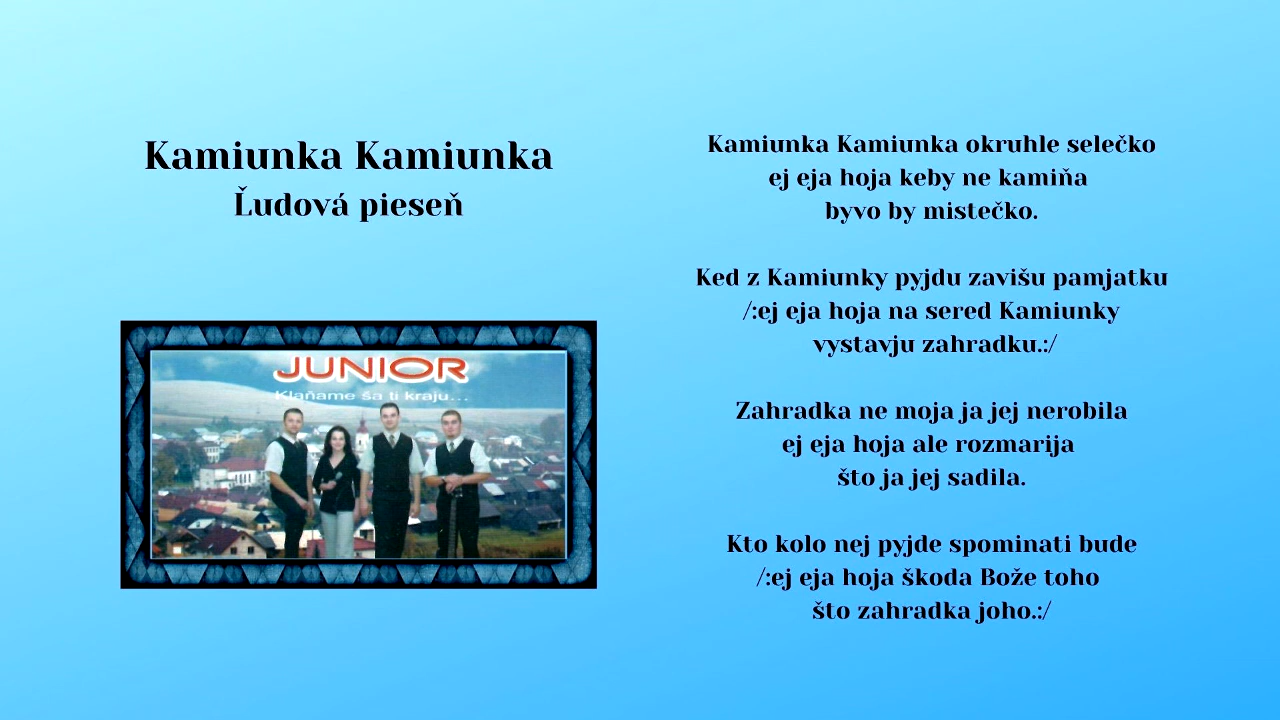 Kamiunka Kamiunka
Ľudová pieseň
JUNIOR
Klaňame ša ti kraju...
Kamiunka Kamiunka okruhle selečko
ej eja hoja keby ne kamiňa
byvo by mistečko.
Ked z Kamiunky pyjdu zavišu pamjatku
/:ej eja hoja na sered Kamiunky
vystavju zahradku.:/
Zahradka ne moja ja jej nerobila
ej eja hoja ale rozmarija
što ja jej sadila.
Kto kolo nej pyjde spominati bude
/:ej eja hoja škoda Bože toho
što zahradka joho.:/